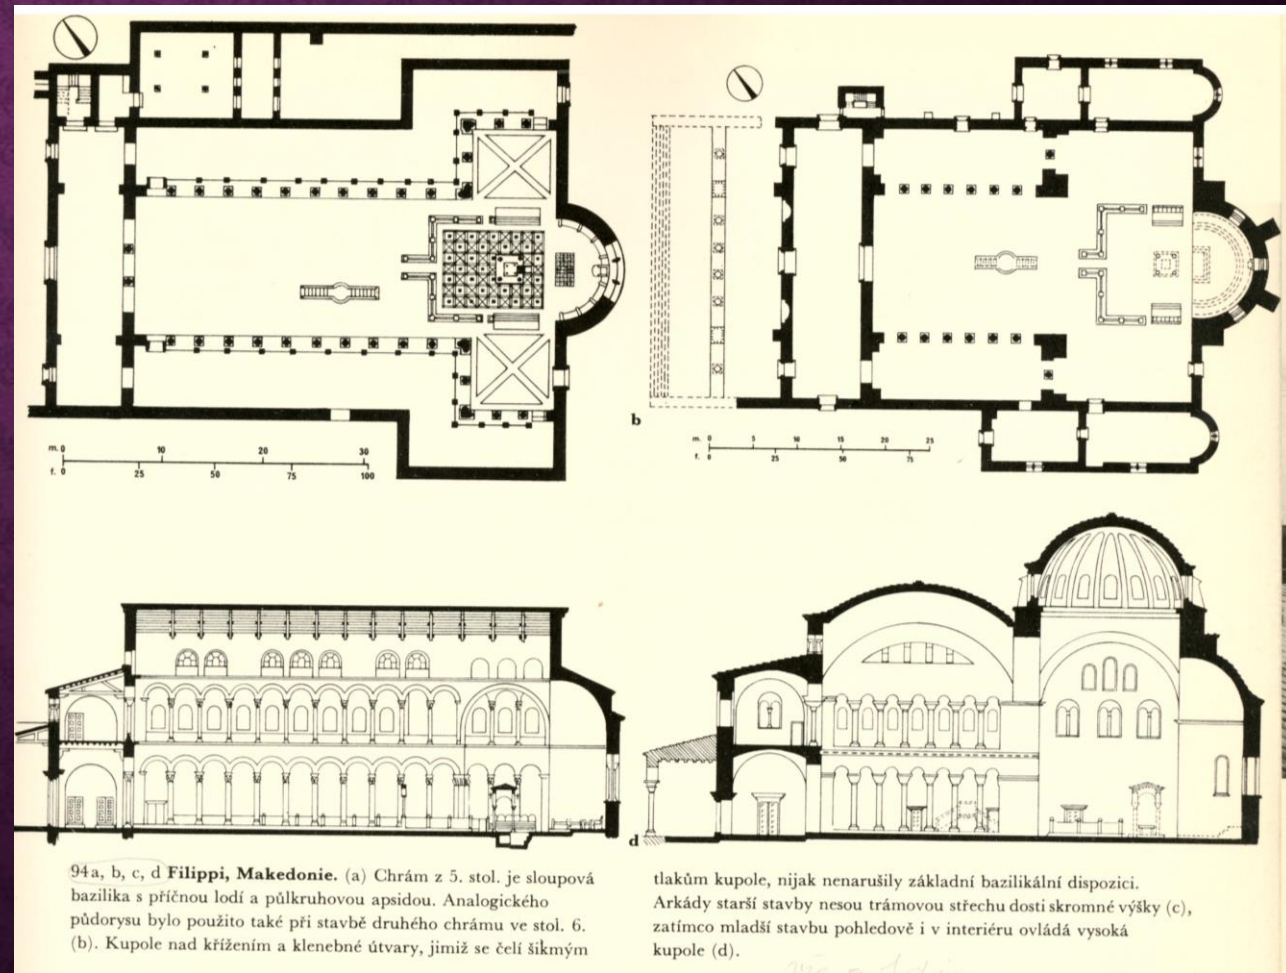 m. 0 10 20 30
f. 0 25 50 75 100
b
m. 0 5 10 15 20 25
f. 0 25 50 75
d
94a, b, c, d Filippi, Makedonie. (a) Chrám z 5. stol. je sloupová
bazilika s příčnou lodí a půlkruhovou apsidou. Analogického
půdorysu bylo použito také při stavbě druhého chrámu ve stol. 6.
(b). Kupole nad křížením a klenebné útvary, jimiž se čelí šikmým
tlakům kupole, nijak nenarušily základní bazilikální dispozici.
Arkády starší stavby nesou trámovou střechu dosti skromné výšky (c),
zatímco mladší stavbu pohledově i v interiéru ovládá vysoká
kupole (d).